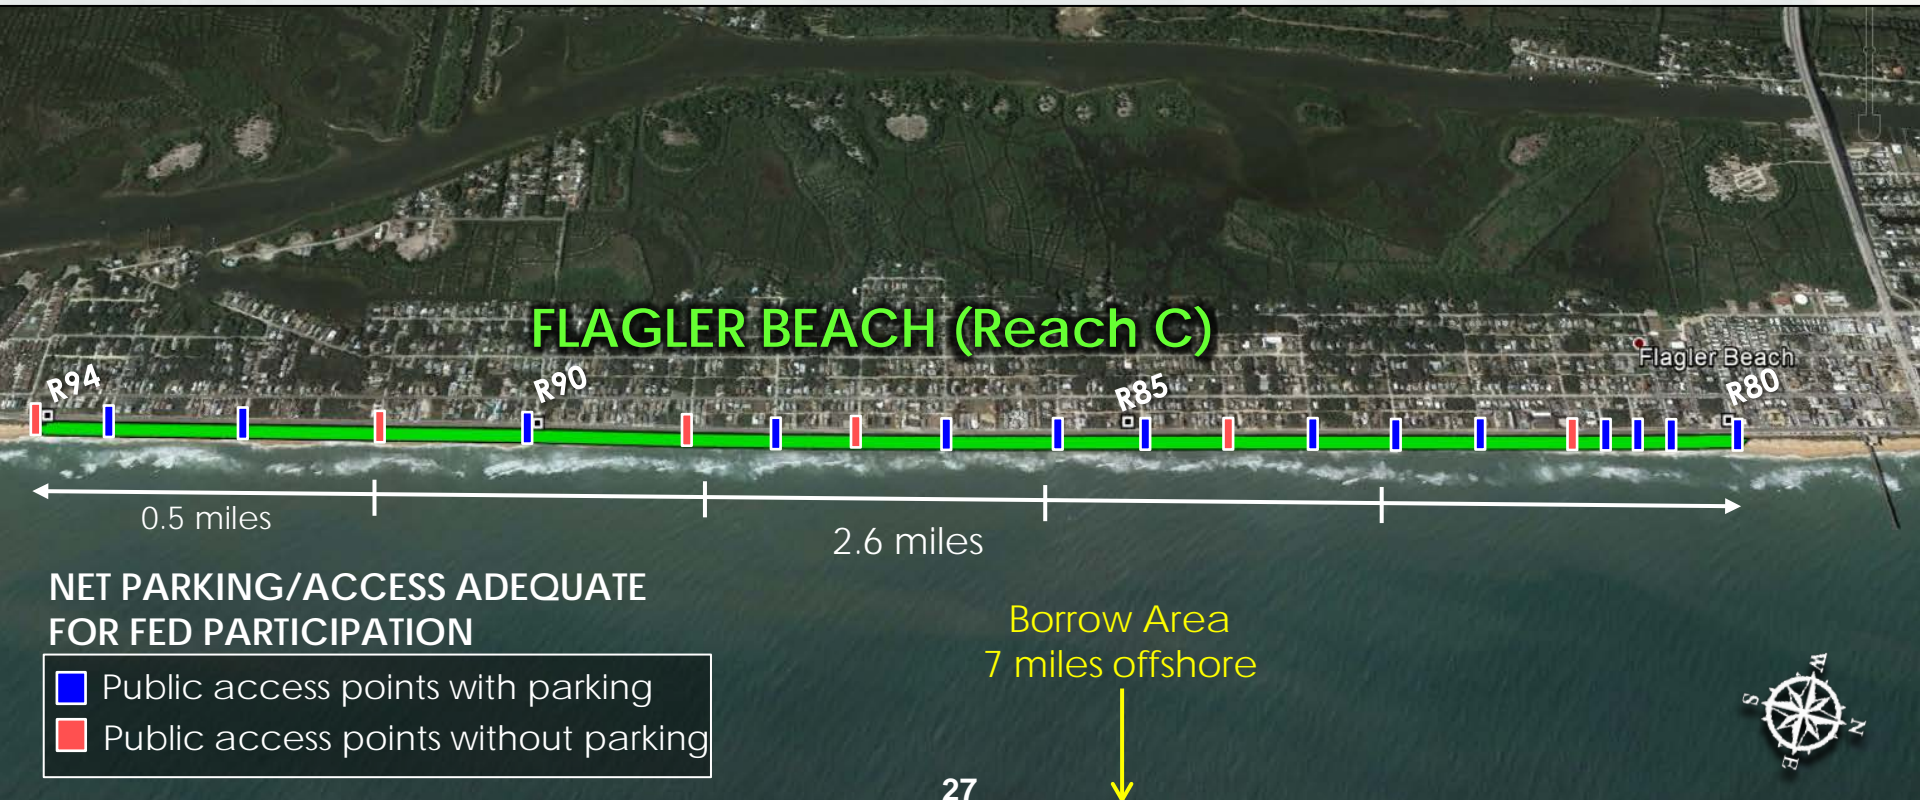 FLAGLER BEACH (Reach C)
Flagler Beach
R94
R90
R85
R80
0.5 miles
2.6 miles
NET PARKING/ACCESS ADEQUATE
FOR FED PARTICIPATION
Public access points with parking
Public access points without parking
Borrow Area
7 miles offshore
W
S
N
E
27